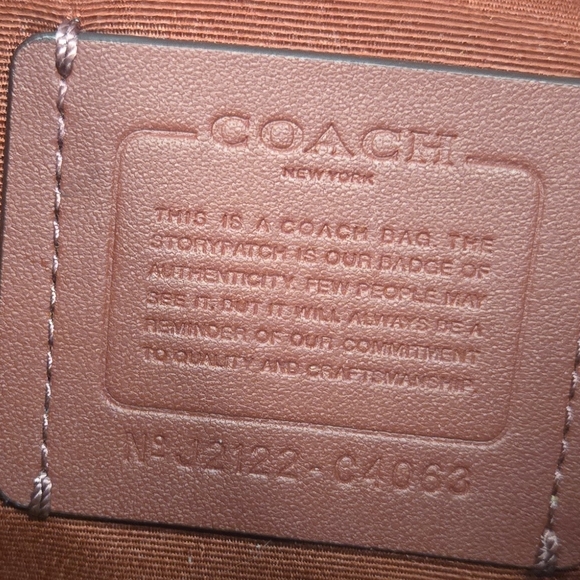 COACH
NEW YORK
THIS IS A COACH BAG. THE
STORYPATCH IS OUR BADGE OF
AUTHENTICITY. FEW PEOPLE MAY
SEE IT, BUT IT WILL ALWAYS BE A
REMINDER OF OUR COMMITMENT
TO QUALITY AND CRAFTSMANSHIP.
Nº J2122-C4063